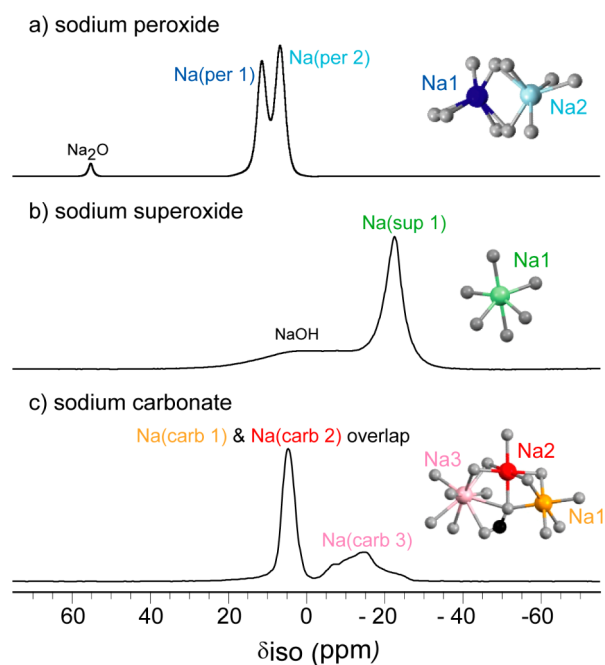 a) sodium peroxide
Na(per 1) Na(per 2)
Na1
Na2
Na2O
b) sodium superoxide
Na(sup 1)
Na1
NaOH
c) sodium carbonate
Na(carb 1) & Na(carb 2) overlap
Na2
Na3
Na1
Na(carb 3)
60 40 20 0 - 20 - 40 -60
δiso (ppm)